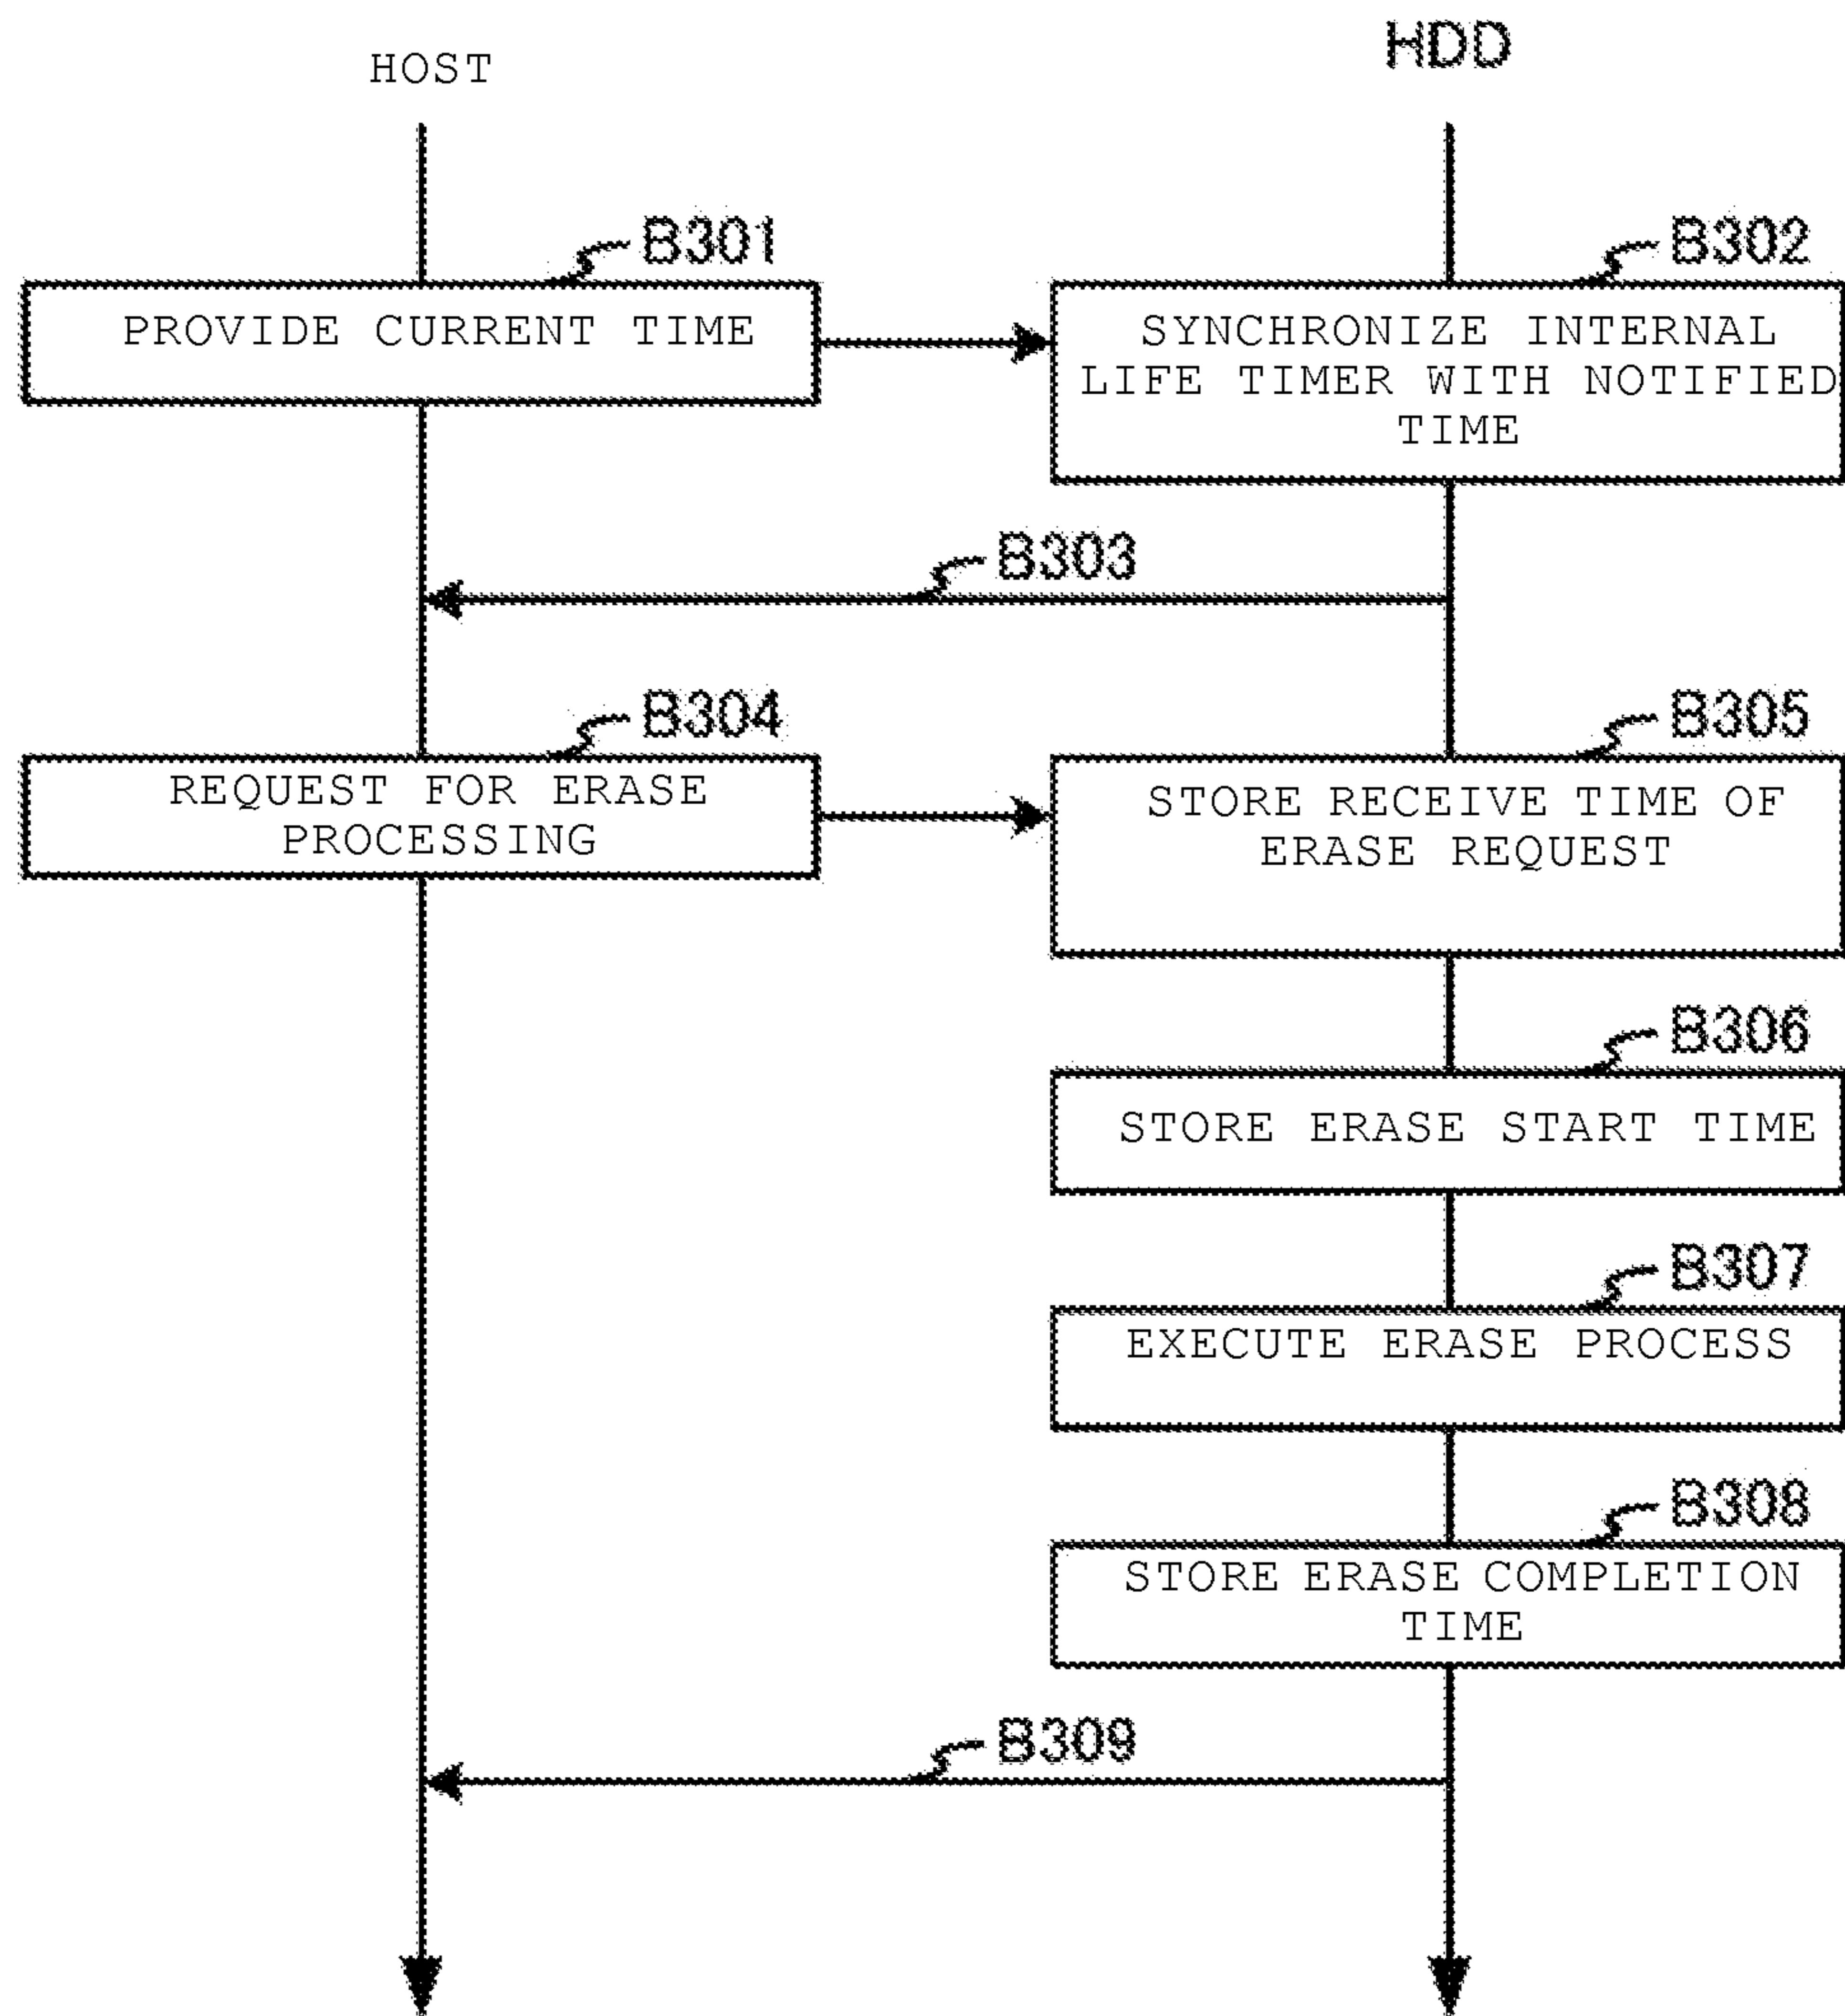 HOST
HDD
B301
B302
PROVIDE CURRENT TIME
SYNCHRONIZE INTERNAL
LIFE TIMER WITH NOTIFIED
TIME
B303
B304
B305
REQUEST FOR ERASE
PROCESSING
STORE RECEIVE TIME OF
ERASE REQUEST
B306
STORE ERASE START TIME
B307
EXECUTE ERASE PROCESS
B308
STORE ERASE COMPLETION
TIME
B309